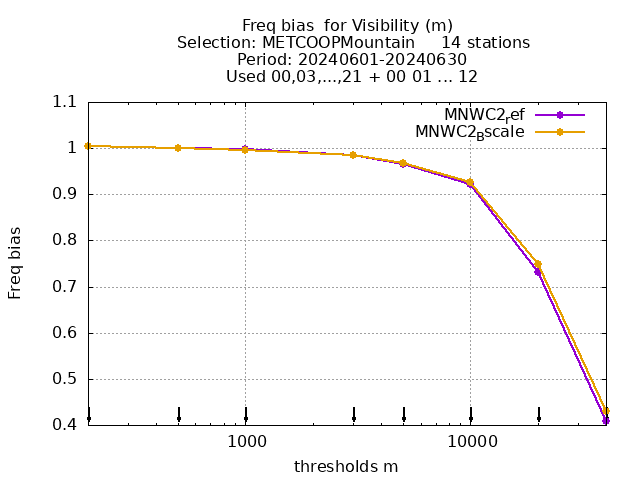 Freq bias  for Visibility (m)
Selection: METCOOPMountain     14 stations
Period: 20240601-20240630
Used 00,03,...,21 + 00 01 ... 12
MNWC2ref
MNWC2Bscale
1.1
1
0.9
0.8
0.7
0.6
0.5
0.4
Freq bias
1000
10000
thresholds m